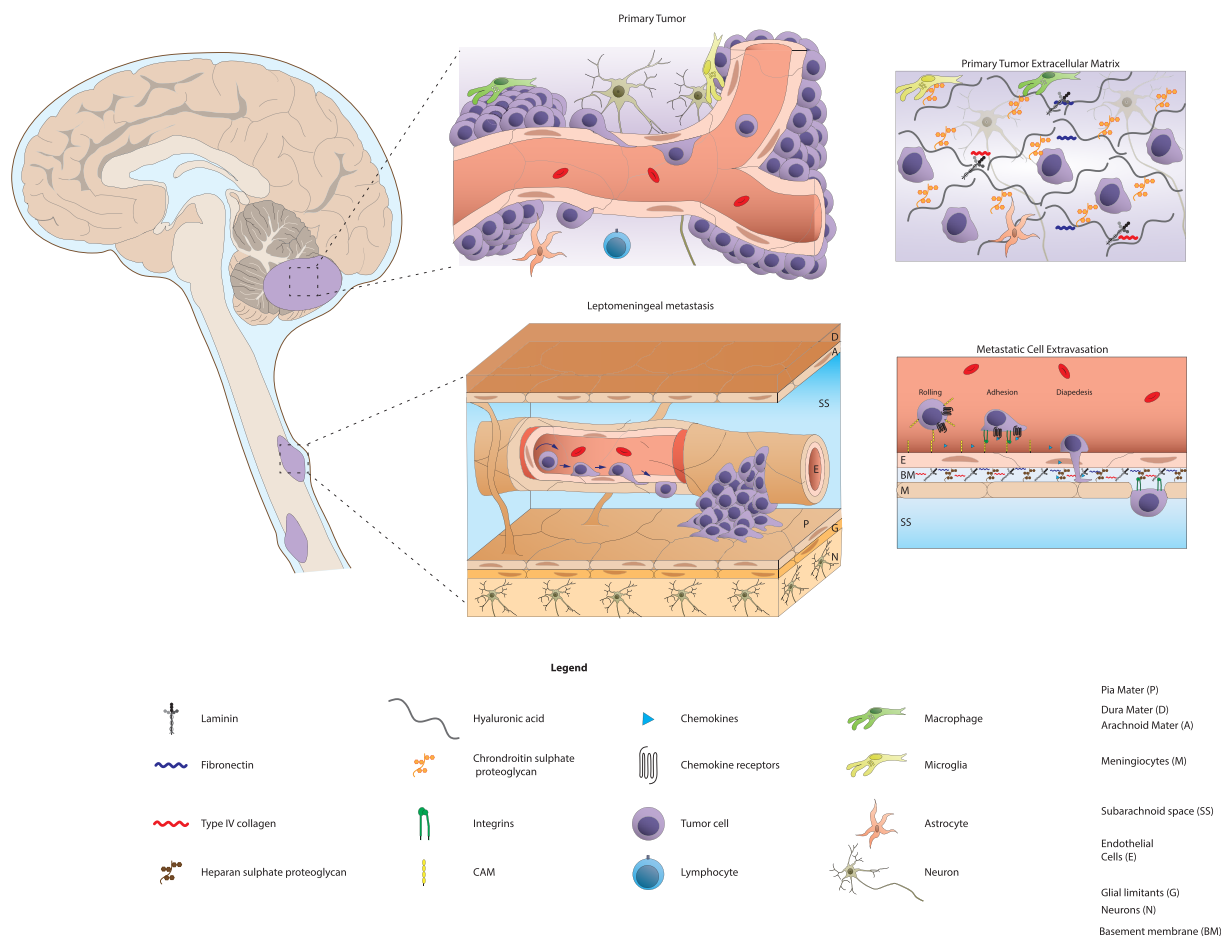 Primary Tumor
Primary Tumor Extracellular Matrix
Leptomeningeal metastasis
D
A
SS
E
P
G
N
Metastatic Cell Extravasation
Rolling
Adhesion
Diapedesis
E
BM
M
SS
Legend
Laminin
Fibronectin
Type IV collagen
Heparan sulphate proteoglycan
Hyaluronic acid
Chrondroitin sulphate
proteoglycan
Integrins
CAM
Chemokines
Chemokine receptors
Tumor cell
Lymphocyte
Macrophage
Microglia
Astrocyte
Neuron
Pia Mater (P)
Dura Mater (D)
Arachnoid Mater (A)
Meningiocytes (M)
Subarachnoid space (SS)
Endothelial
Cells (E)
Glial limitants (G)
Neurons (N)
Basement membrane (BM)